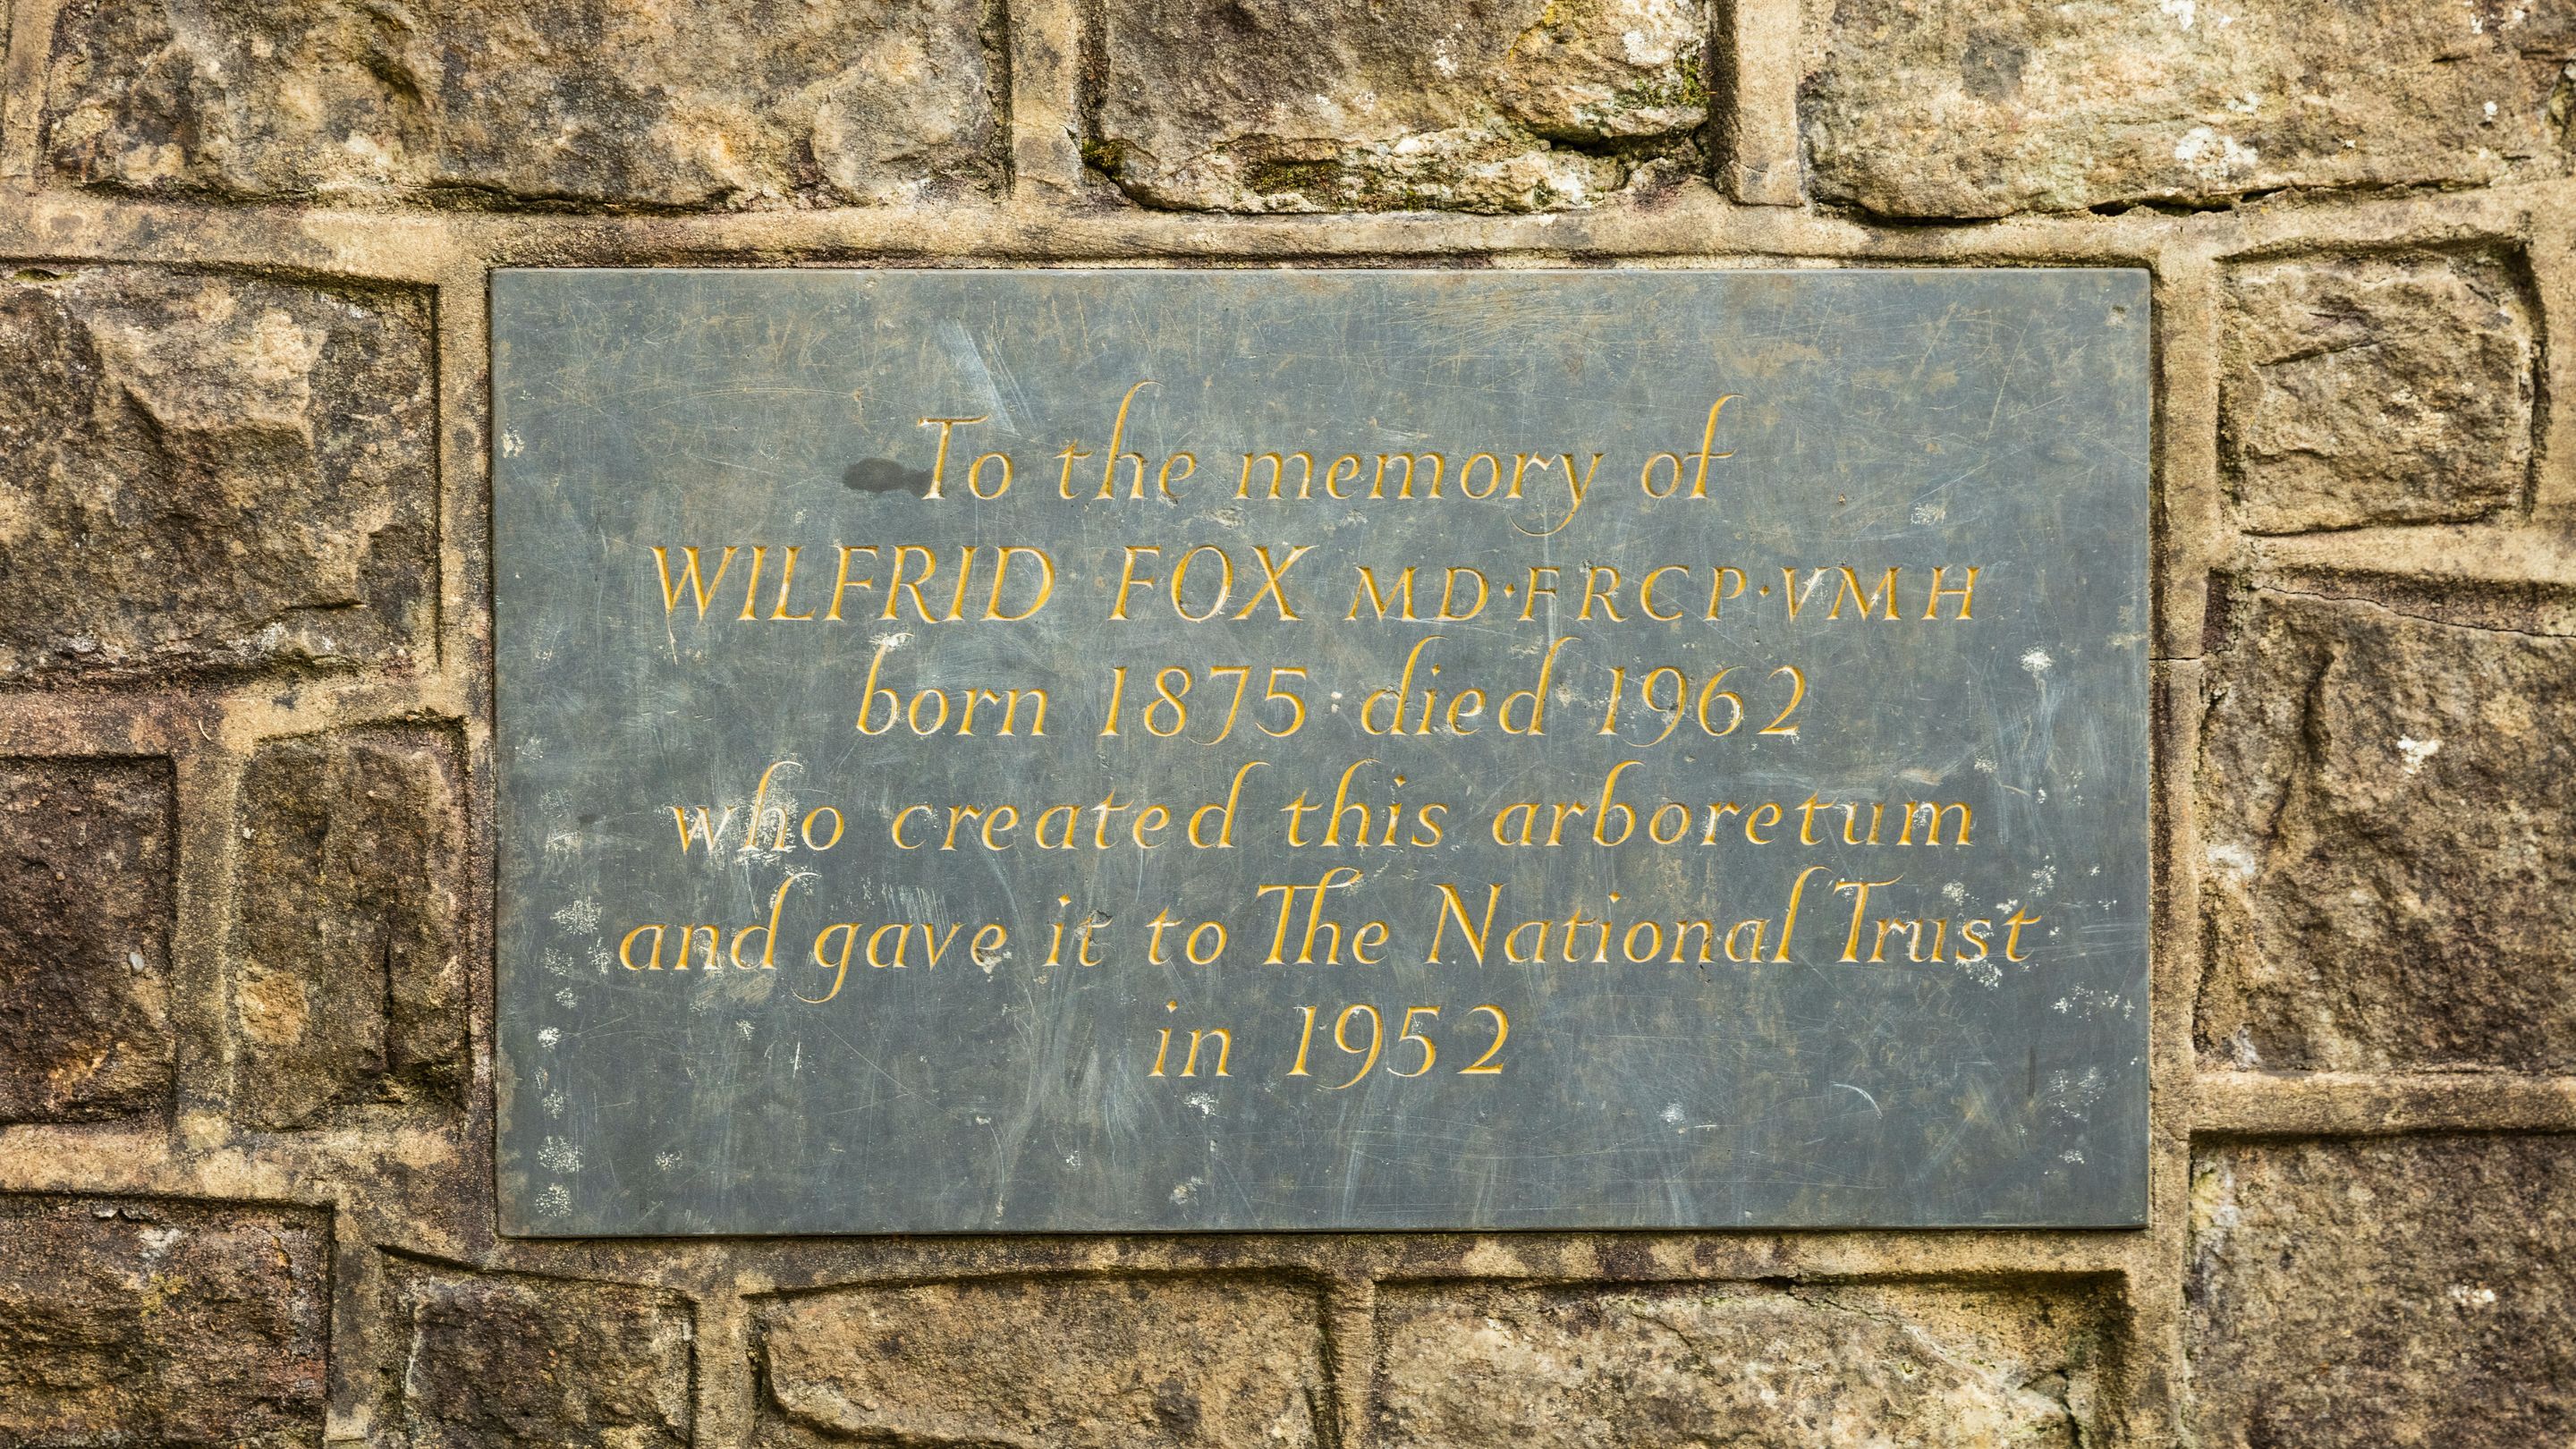 To the memory of
WILFRID FOX MD·FRCP·VMH
born 1875·died 1962
who created this arboretum
and gave it to The National Trust
in 1952